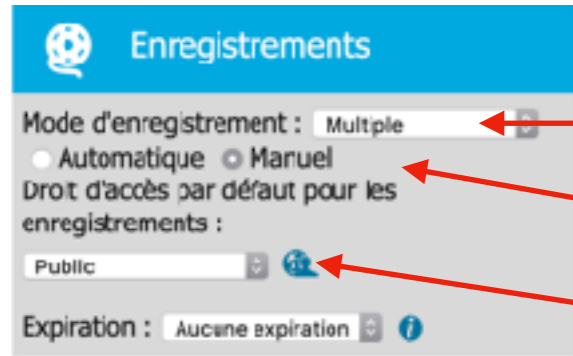 Enregistrements
Mode d'enregistrement : Multiple
Automatique Manuel
Droit d'accès par défaut pour les
enregistrements :
Public
Expiration : Aucune expiration i